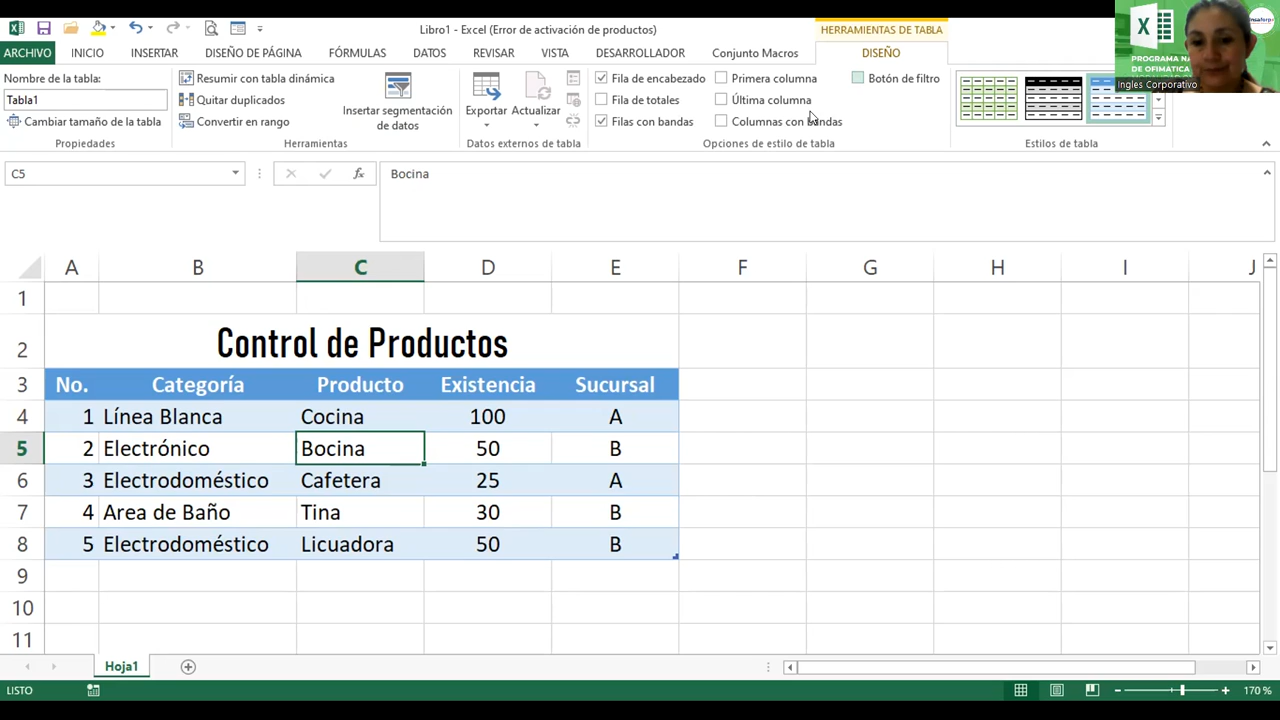 Libro1 - Excel (Error de activación de productos)
HERRAMIENTAS DE TABLA
ARCHIVO INICIO INSERTAR DISEÑO DE PÁGINA FÓRMULAS DATOS REVISAR VISTA DESARROLLADOR Conjunto Macros DISEÑO
PROGRAMA NA
DE OFIMATICA
Ingles Corporativo
Nombre de la tabla:
Tabla1
Cambiar tamaño de la tabla
Propiedades
Resumir con tabla dinámica
Quitar duplicados
Convertir en rango
Insertar segmentación
de datos
Herramientas
Exportar Actualizar
Datos externos de tabla
Fila de encabezado Primera columna Botón de filtro
Fila de totales Última columna
Filas con bandas Columnas con bandas
Opciones de estilo de tabla
Estilos de tabla
C5 fx Bocina
A B C D E F G H I J
1
2 Control de Productos
3 No. Categoría Producto Existencia Sucursal
4 1 Línea Blanca Cocina 100 A
5 2 Electrónico Bocina 50 B
6 3 Electrodoméstico Cafetera 25 A
7 4 Area de Baño Tina 30 B
8 5 Electrodoméstico Licuadora 50 B
9
10
11
Hoja1
LISTO 170 %